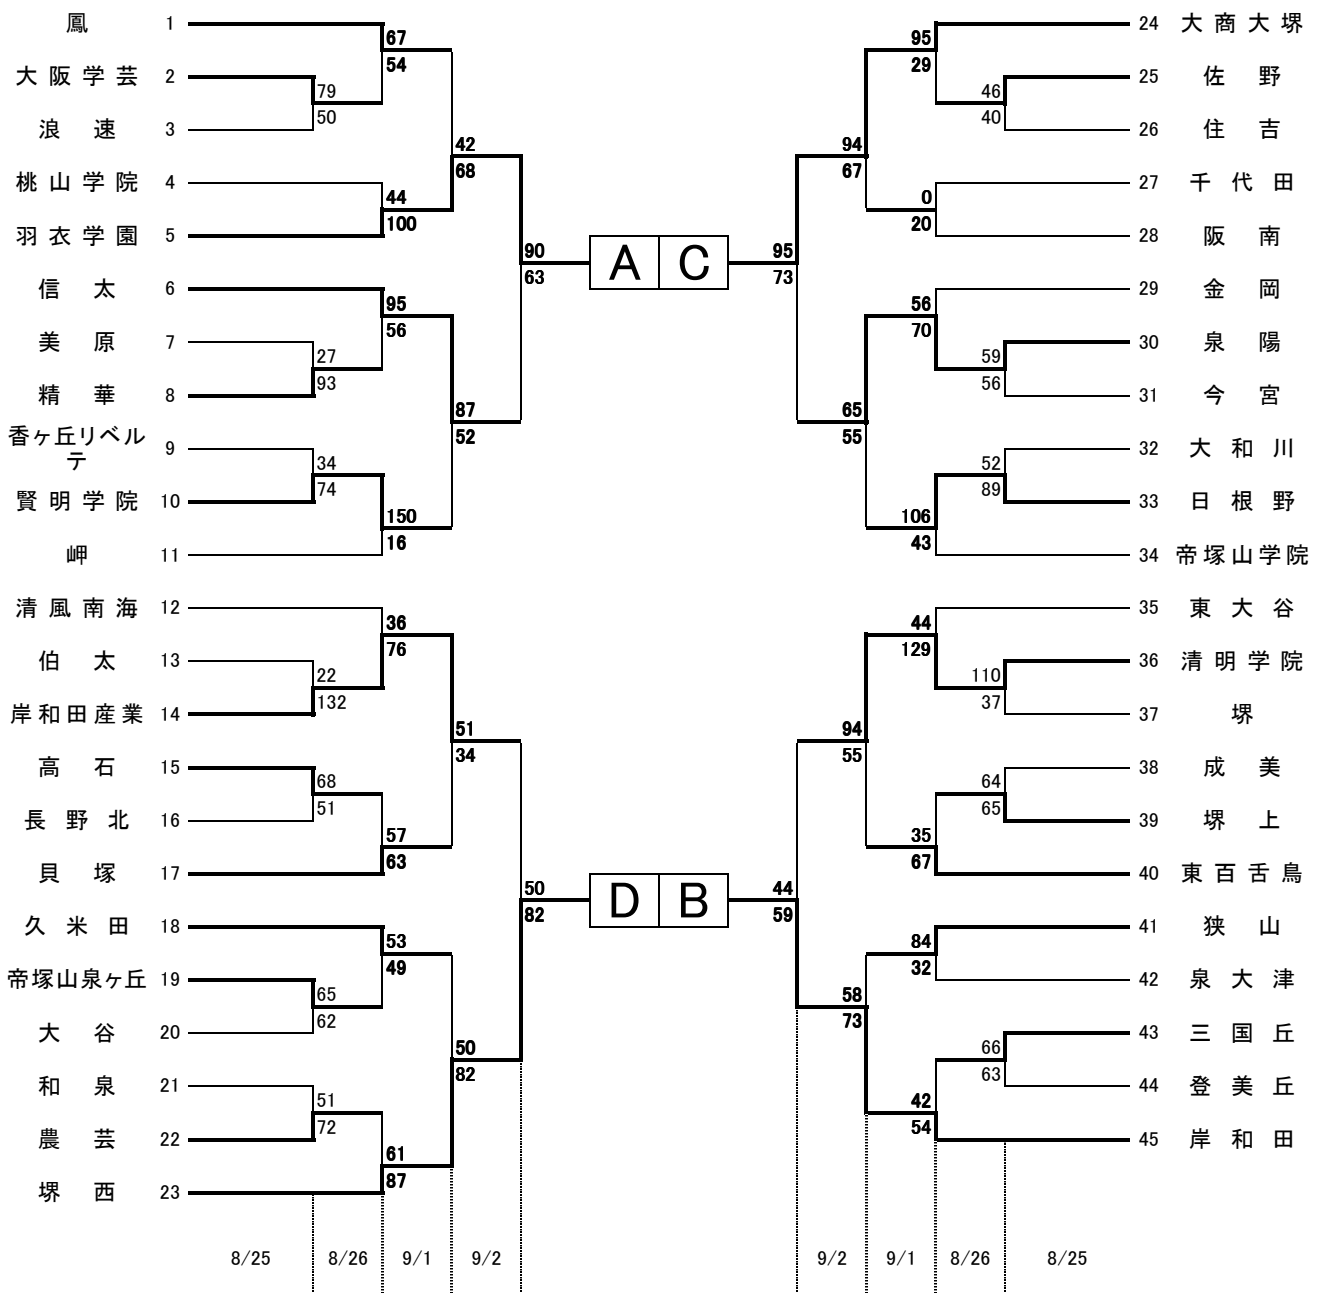 鳳 1
67
54
大阪学芸 2
79
50
浪速 3
42
68
桃山学院 4
44
100
羽衣学園 5
90
63
信太 6
95
56
美原 7
27
93
精華 8
87
52
香ヶ丘リベル
テ 9
34
74
賢明学院 10
150
16
岬 11
清風南海 12
36
76
伯太 13
22
132
岸和田産業 14
51
34
高石 15
68
51
長野北 16
57
63
貝塚 17
50
82
久米田 18
53
49
帝塚山泉ヶ丘 19
65
62
大谷 20
50
82
和泉 21
51
72
農芸 22
61
87
堺西 23
A C
D B
24 大商大堺
95
29
25 佐野
46
40
26 住吉
94
67
27 千代田
0
20
28 阪南
95
73
29 金岡
56
70
30 泉陽
59
56
31 今宮
65
55
32 大和川
52
89
33 日根野
106
43
34 帝塚山学院
35 東大谷
44
129
36 清明学院
110
37
37 堺
94
55
38 成美
64
65
39 堺上
35
67
40 東百舌鳥
44
59
41 狭山
84
32
42 泉大津
58
73
43 三国丘
66
63
44 登美丘
42
54
45 岸和田
8/25 8/26 9/1 9/2 9/2 9/1 8/26 8/25